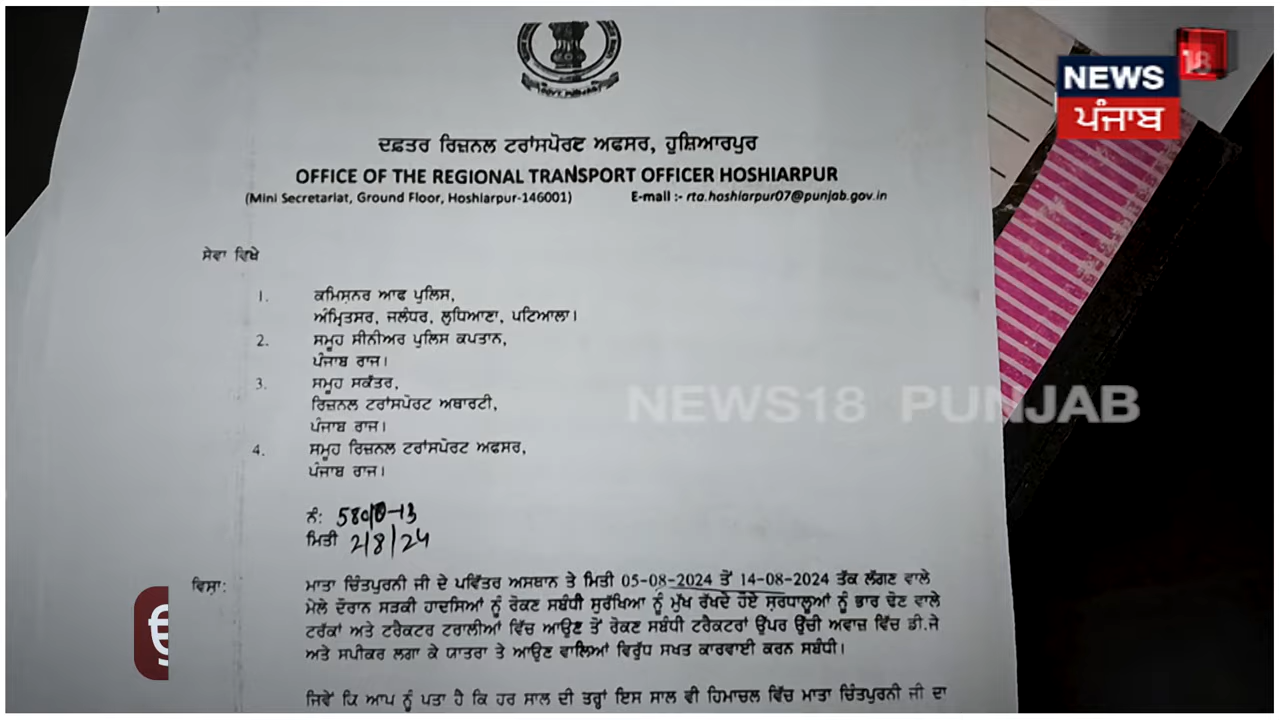 ਦਫ਼ਤਰ ਰਿਜ਼ਨਲ ਟਰਾਂਸਪੋਰਟ ਅਫਸਰ, ਹੁਸ਼ਿਆਰਪੁਰ
OFFICE OF THE REGIONAL TRANSPORT OFFICER HOSHIARPUR
(Mini Secretariat, Ground Floor, Hoshiarpur-146001) E-mail :- rta.hoshiarpur07@punjab.gov.in
ਸੇਵਾ ਵਿਖੇ
1. ਕਮਿਸ਼ਨਰ ਆਫ ਪੁਲਿਸ,
ਅੰਮ੍ਰਿਤਸਰ, ਜਲੰਧਰ, ਲੁਧਿਆਣਾ, ਪਟਿਆਲਾ।
2. ਸਮੂਹ ਸੀਨੀਅਰ ਪੁਲਿਸ ਕਪਤਾਨ,
ਪੰਜਾਬ ਰਾਜ।
3. ਸਮੂਹ ਸਕੱਤਰ,
ਰਿਜ਼ਨਲ ਟਰਾਂਸਪੋਰਟ ਅਥਾਰਟੀ,
ਪੰਜਾਬ ਰਾਜ।
4. ਸਮੂਹ ਰਿਜ਼ਨਲ ਟਰਾਂਸਪੋਰਟ ਅਫਸਰ,
ਪੰਜਾਬ ਰਾਜ।
ਨੰ: 5810-13
ਮਿਤੀ 2/8/24
ਵਿਸ਼ਾ: ਮਾਤਾ ਚਿੰਤਪੁਰਨੀ ਜੀ ਦੇ ਪਵਿੱਤਰ ਅਸਥਾਨ ਤੇ ਮਿਤੀ 05-08-2024 ਤੋਂ 14-08-2024 ਤੱਕ ਲੱਗਣ ਵਾਲੇ
ਮੇਲੇ ਦੌਰਾਨ ਸੜਕੀ ਹਾਦਸਿਆਂ ਨੂੰ ਰੋਕਣ ਸਬੰਧੀ ਸੁਰੱਖਿਆ ਨੂੰ ਮੁੱਖ ਰੱਖਦੇ ਹੋਏ ਸ਼ਰਧਾਲੂਆਂ ਨੂੰ ਭਾਰ ਢੋਣ ਵਾਲੇ
ਟਰੱਕਾਂ ਅਤੇ ਟਰੈਕਟਰ ਟਰਾਲੀਆਂ ਵਿੱਚ ਆਉਣ ਤੋਂ ਰੋਕਣ ਸਬੰਧੀ ਟਰੈਕਟਰਾਂ ਉੱਪਰ ਉੱਚੀ ਅਵਾਜ਼ ਵਿੱਚ ਡੀ.ਜੇ
ਅਤੇ ਸਪੀਕਰ ਲਗਾ ਕੇ ਯਾਤਰਾ ਤੇ ਆਉਣ ਵਾਲਿਆਂ ਵਿਰੁੱਧ ਸਖਤ ਕਾਰਵਾਈ ਕਰਨ ਸਬੰਧੀ।
ਜਿਵੇਂ ਕਿ ਆਪ ਨੂੰ ਪਤਾ ਹੈ ਕਿ ਹਰ ਸਾਲ ਦੀ ਤਰ੍ਹਾਂ ਇਸ ਸਾਲ ਵੀ ਹਿਮਾਚਲ ਵਿੱਚ ਮਾਤਾ ਚਿੰਤਪੁਰਨੀ ਜੀ ਦਾ
NEWS 18
ਪੰਜਾਬ
NEWS18 PUNJAB